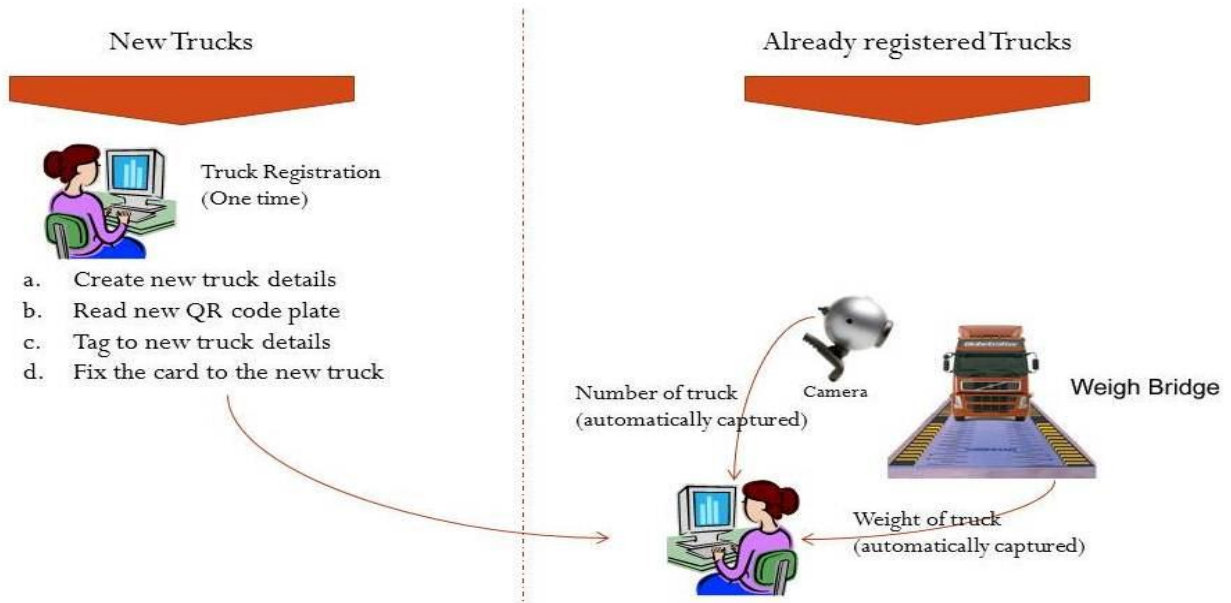 New Trucks
Already registered Trucks
Truck Registration
(One time)
a. Create new truck details
b. Read new QR code plate
c. Tag to new truck details
d. Fix the card to the new truck
Number of truck
(automatically captured)
Camera
Weigh Bridge
Weight of truck
(automatically captured)